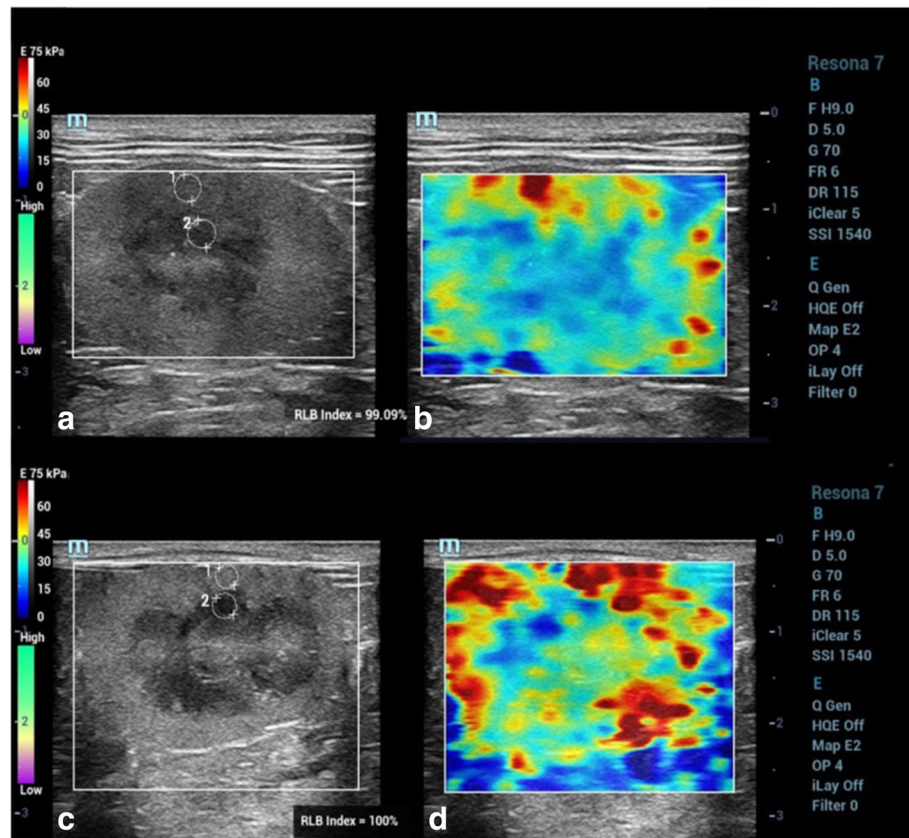 E 75 kPa
60
45
30
15
0
High
2
Low
0
2
3
m
1
2
a
RLB Index = 99.09%
m
b
0
1
2
3
Resona 7
B
F H9.0
D 5.0
G 70
FR 6
DR 115
iClear 5
SSI 1540
E
Q Gen
HQE Off
Map E2
OP 4
iLay Off
Filter 0
E 75 kPa
60
45
30
15
0
High
2
Low
0
2
3
m
1
2
c
RLB Index = 100%
m
d
0
1
2
3
Resona 7
B
F H9.0
D 5.0
G 70
FR 6
DR 115
iClear 5
SSI 1540
E
Q Gen
HQE Off
Map E2
OP 4
iLay Off
Filter 0